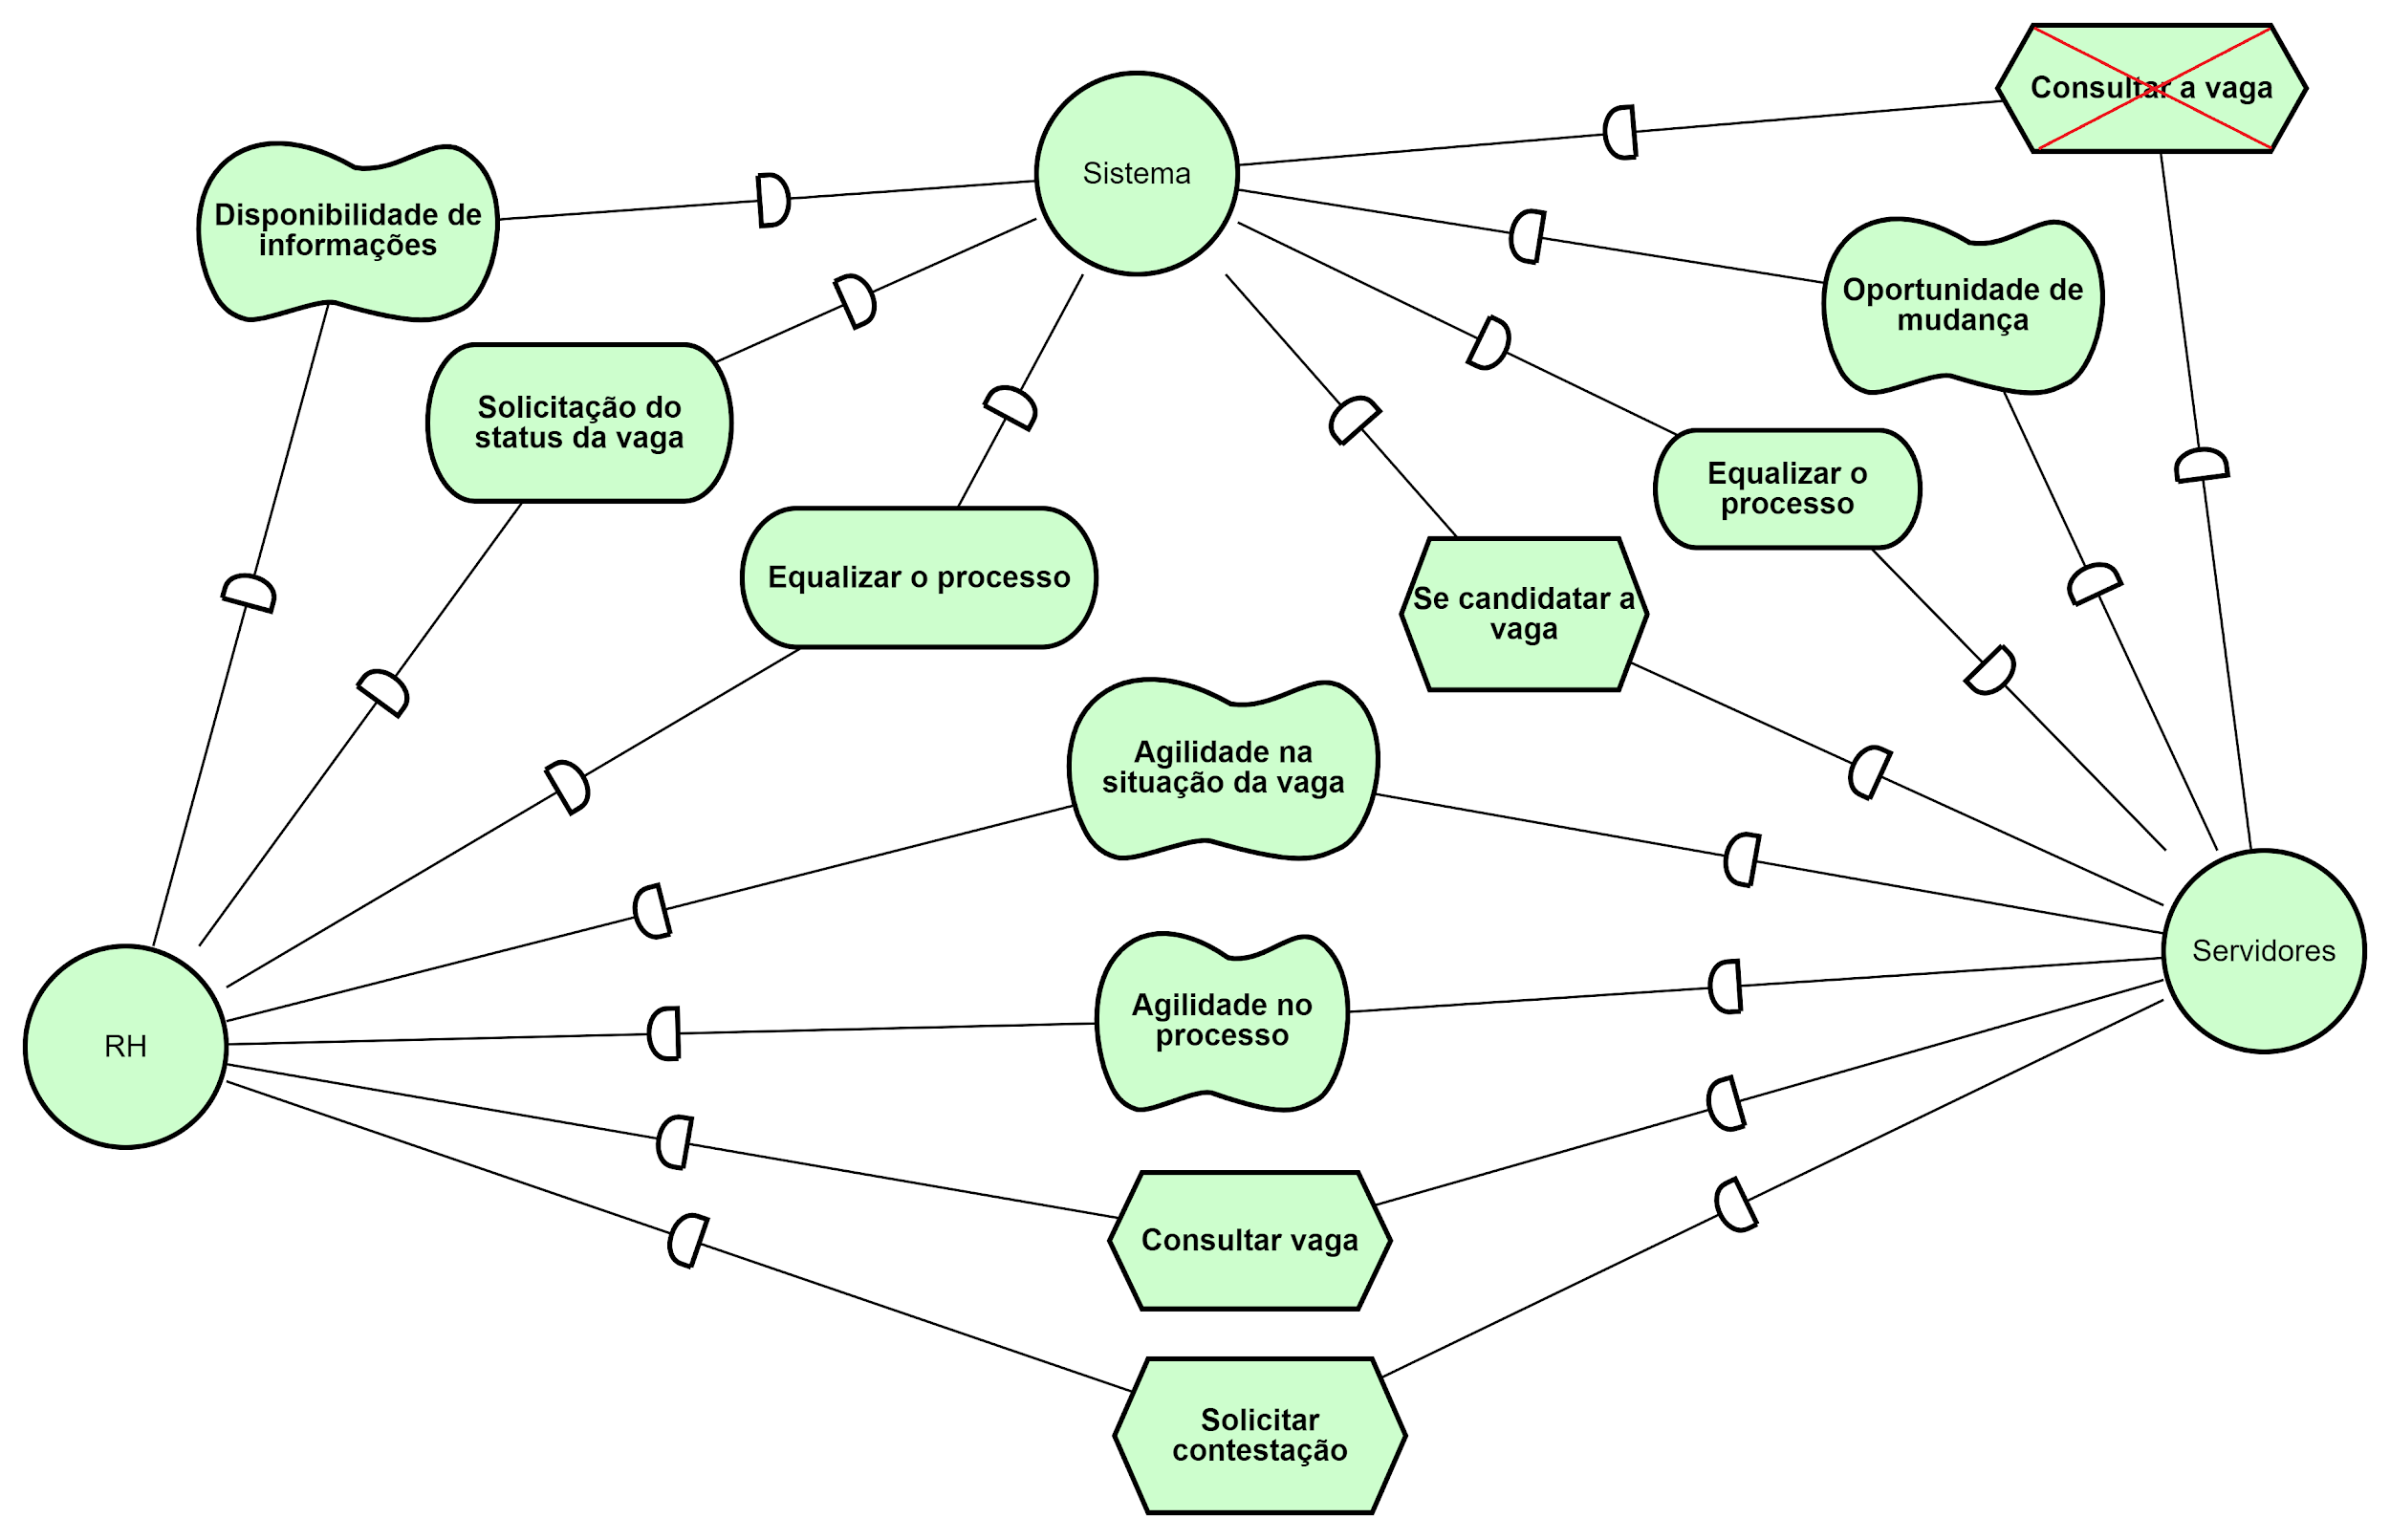 Consultar a vaga
Sistema
Disponibilidade de
informações
Oportunidade de
mudança
Solicitação do
status da vaga
Equalizar o
processo
Equalizar o processo
Se candidatar a
vaga
Agilidade na
situação da vaga
Servidores
Agilidade no
processo
RH
Consultar vaga
Solicitar
contestação